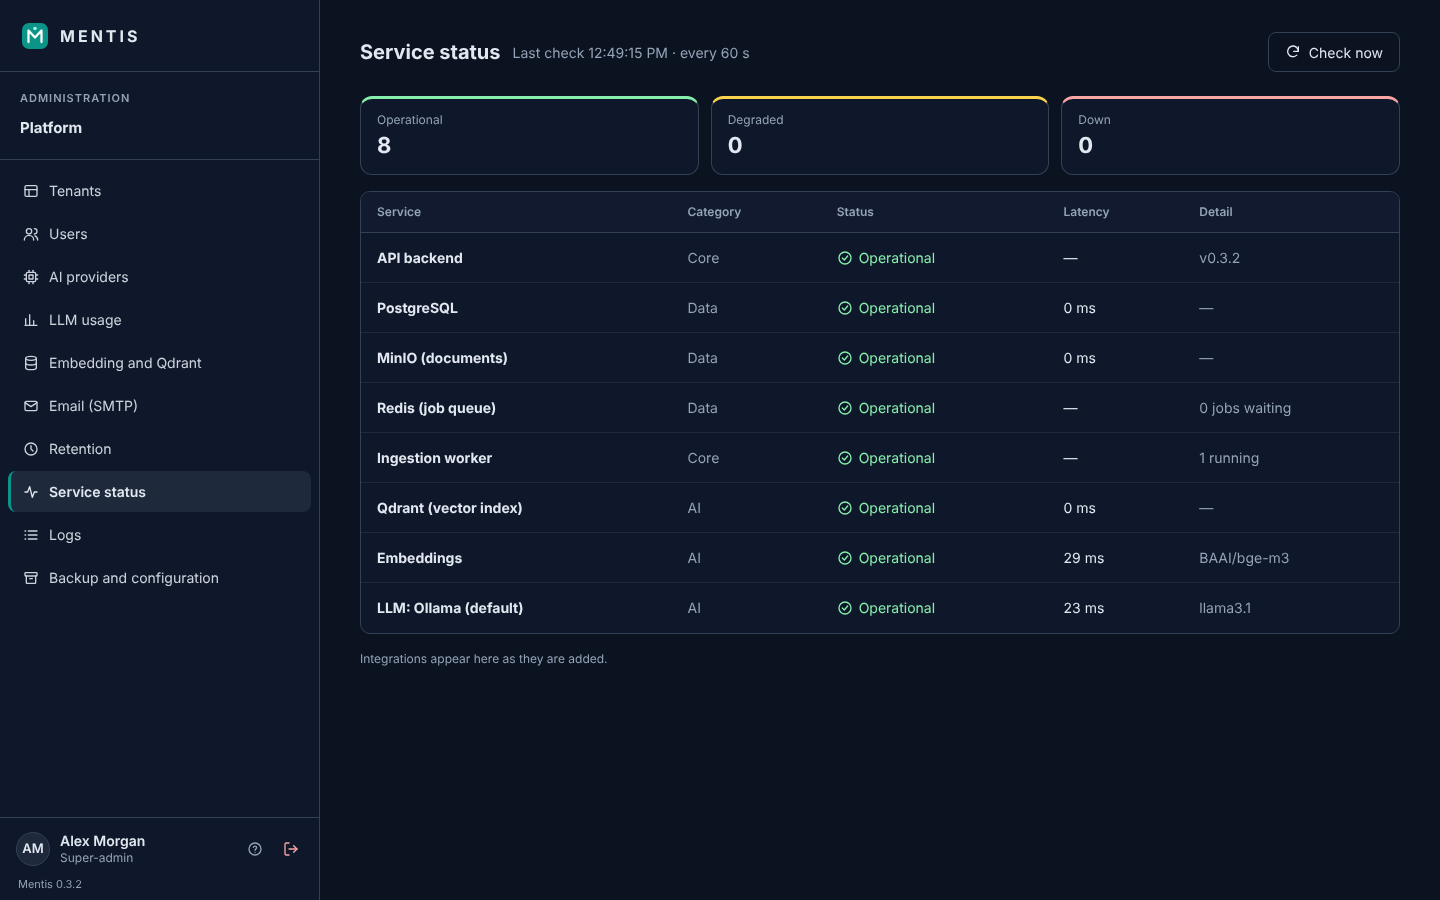 MENTIS
ADMINISTRATION
Platform
Tenants
Users
AI providers
LLM usage
Embedding and Qdrant
Email (SMTP)
Retention
Service status
Logs
Backup and configuration
AM
Alex Morgan
Super-admin
Mentis 0.3.2
Service status Last check 12:49:15 PM · every 60 s
Check now
Operational
8
Degraded
0
Down
0
Service Category Status Latency Detail
API backend Core Operational — v0.3.2
PostgreSQL Data Operational 0 ms —
MinIO (documents) Data Operational 0 ms —
Redis (job queue) Data Operational — 0 jobs waiting
Ingestion worker Core Operational — 1 running
Qdrant (vector index) AI Operational 0 ms —
Embeddings AI Operational 29 ms BAAI/bge-m3
LLM: Ollama (default) AI Operational 23 ms llama3.1
Integrations appear here as they are added.